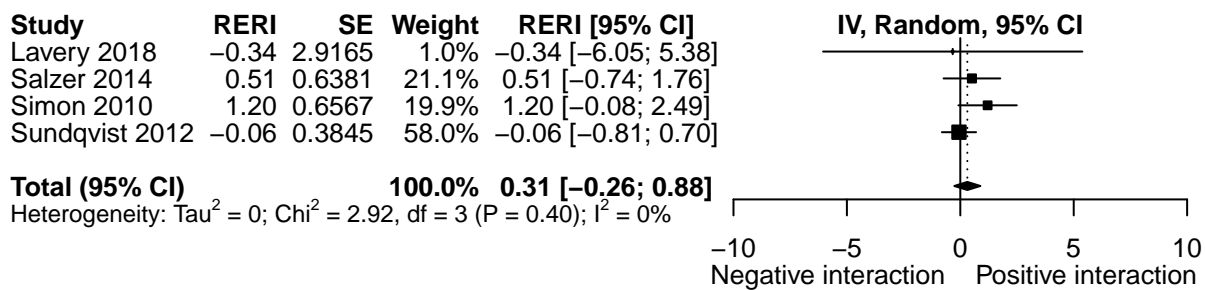 Study RERI SE Weight RERI [95% CI] IV, Random, 95% CI
Lavery 2018 −0.34 2.9165 1.0% −0.34 [−6.05; 5.38]
Salzer 2014 0.51 0.6381 21.1% 0.51 [−0.74; 1.76]
Simon 2010 1.20 0.6567 19.9% 1.20 [−0.08; 2.49]
Sundqvist 2012 −0.06 0.3845 58.0% −0.06 [−0.81; 0.70]
Total (95% CI) 100.0% 0.31 [−0.26; 0.88]
Heterogeneity: Tau² = 0; Chi² = 2.92, df = 3 (P = 0.40); I² = 0%
−10 −5 0 5 10
Negative interaction Positive interaction